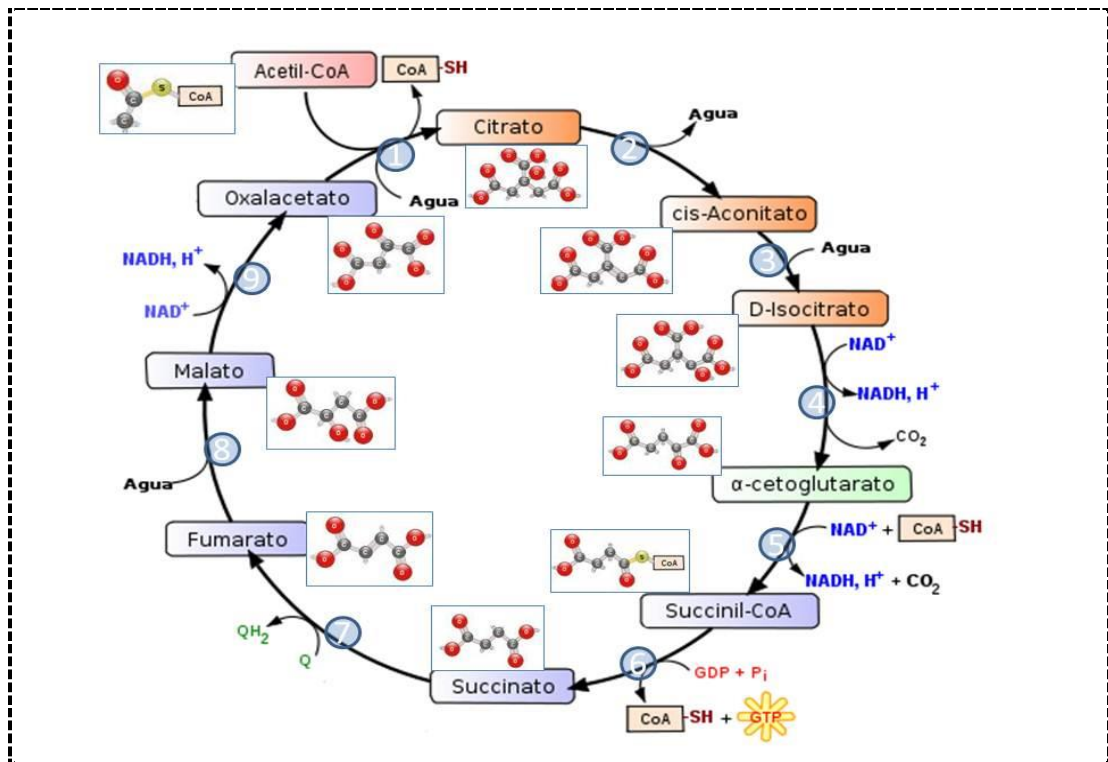 Acetil-CoA
CoA-SH
CoA
Citrato
1
2
Agua
Agua
Oxalacetato
cis-Aconitato
3
Agua
NADH, H⁺
9
NAD⁺
D-Isocitrato
NAD⁺
Malato
NADH, H⁺
4
CO₂
8
Agua
α-cetoglutarato
Fumarato
5
NAD⁺ + CoA-SH
CoA
NADH, H⁺ + CO₂
Succinil-CoA
QH₂
7
Q
6
GDP + Pi
Succinato
CoA-SH + GTP